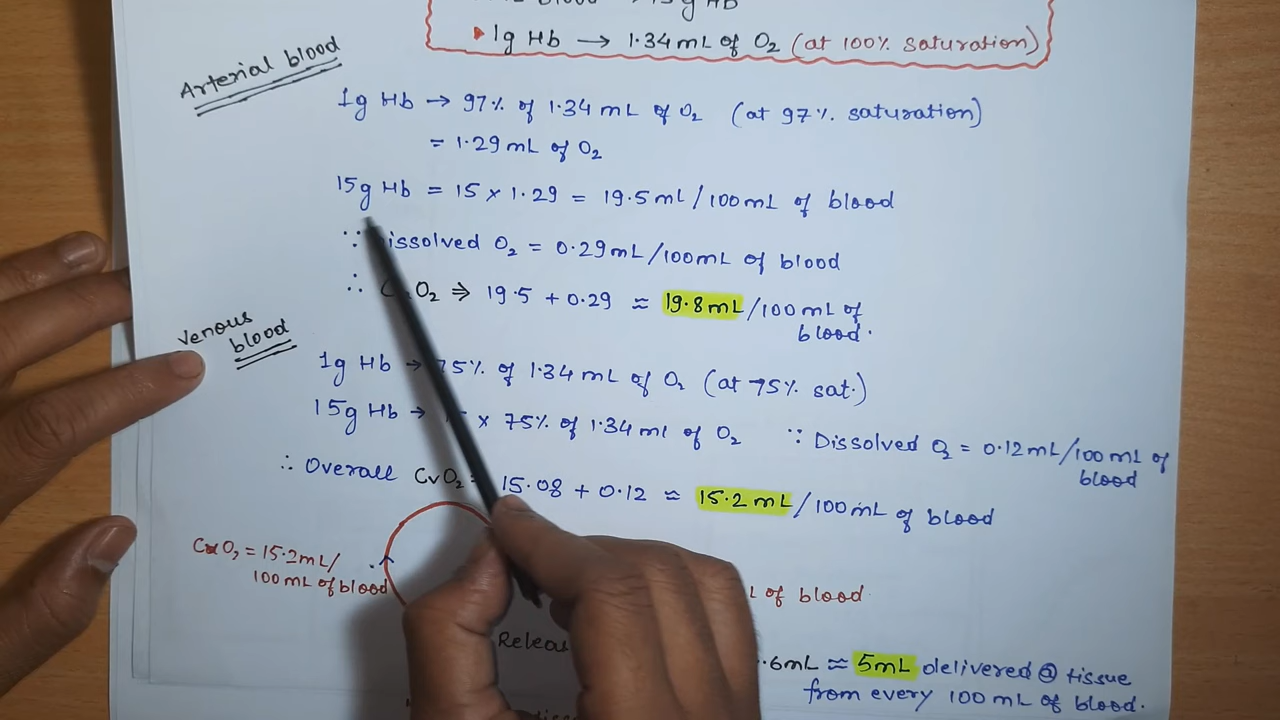 15g Hb
1g Hb → 1.34 mL of O₂ (at 100% saturation)
Arterial blood
1g Hb → 97% of 1.34 mL of O₂ (at 97% saturation)
= 1.29 mL of O₂
15g Hb = 15 × 1.29 = 19.5 mL/100 mL of blood
∵ Dissolved O₂ = 0.29 mL/100 mL of blood
∴ O₂ ⇒ 19.5 + 0.29 ≈ 19.8 mL/100 mL of
blood.
Venous
blood
1g Hb → 75% of 1.34 mL of O₂ (at 75% sat.)
15g Hb → × 75% of 1.34 ml of O₂ ∵ Dissolved O₂ = 0.12 mL/100 mL of
blood
∴ Overall CvO₂ = 15.08 + 0.12 ≈ 15.2 mL/100 mL of blood
O₂ = 15.2 mL/
100 mL of blood
L of blood
.6mL ≈ 5mL delivered @ tissue
from every 100 mL of blood.